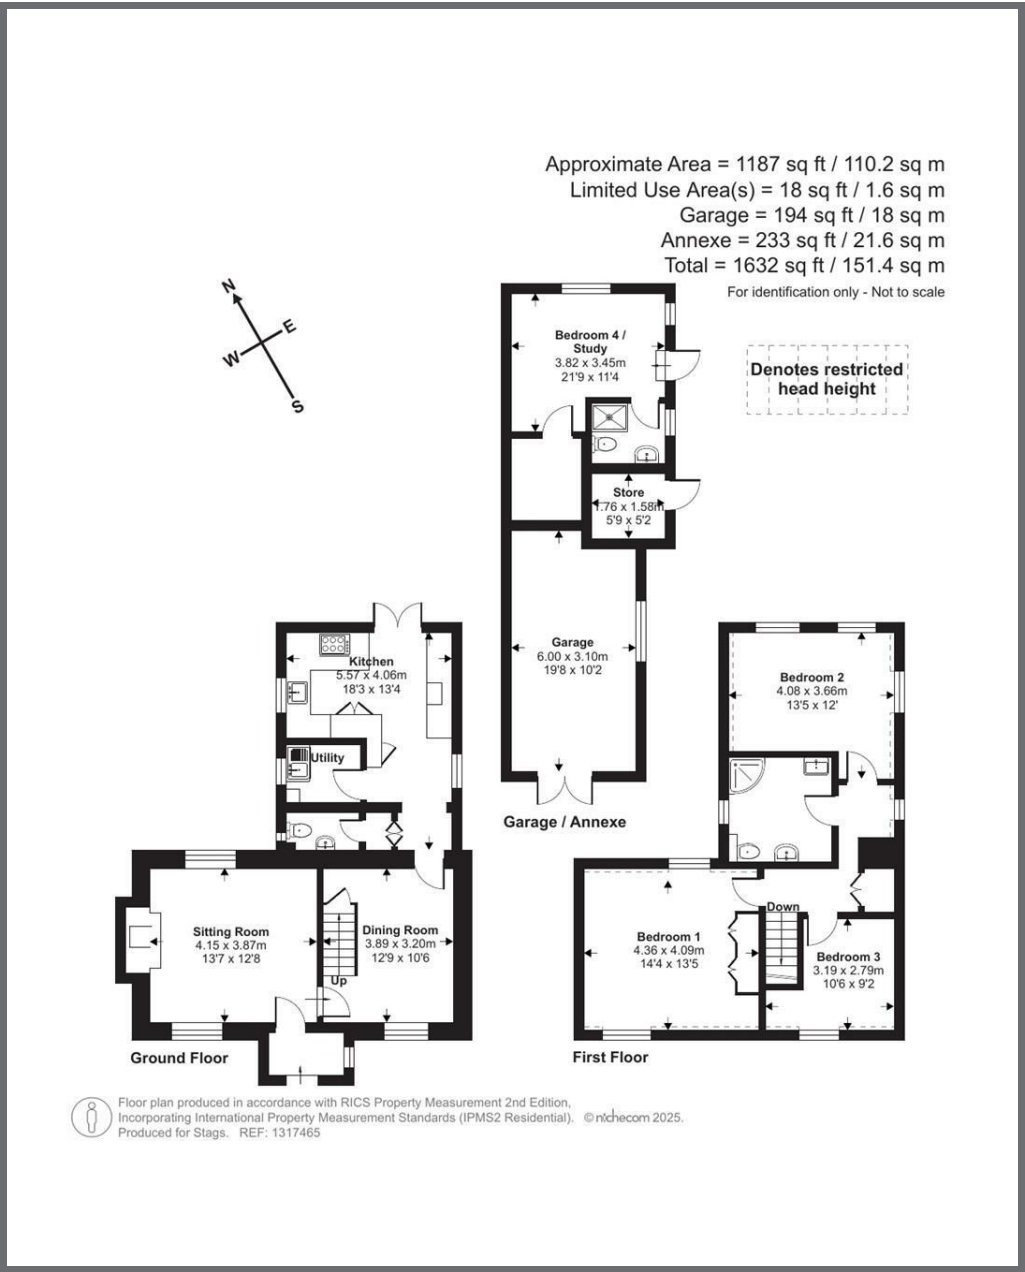 Approximate Area = 1187 sq ft / 110.2 sq m
Limited Use Area(s) = 18 sq ft / 1.6 sq m
Garage = 194 sq ft / 18 sq m
Annexe = 233 sq ft / 21.6 sq m
Total = 1632 sq ft / 151.4 sq m
For identification only - Not to scale
N
E
W
S
Denotes restricted
head height
Bedroom 4 /
Study
3.82 x 3.45m
21'9 x 11'4
Store
1.76 x 1.58m
5'9 x 5'2
Garage
6.00 x 3.10m
19'8 x 10'2
Garage / Annexe
Kitchen
5.57 x 4.06m
18'3 x 13'4
Utility
Sitting Room
4.15 x 3.87m
13'7 x 12'8
Dining Room
3.89 x 3.20m
12'9 x 10'6
Up
Ground Floor
Bedroom 2
4.08 x 3.66m
13'5 x 12'
Down
Bedroom 1
4.36 x 4.09m
14'4 x 13'5
Bedroom 3
3.19 x 2.79m
10'6 x 9'2
First Floor
Floor plan produced in accordance with RICS Property Measurement 2nd Edition,
Incorporating International Property Measurement Standards (IPMS2 Residential). © nichecom 2025.
Produced for Stags. REF: 1317465